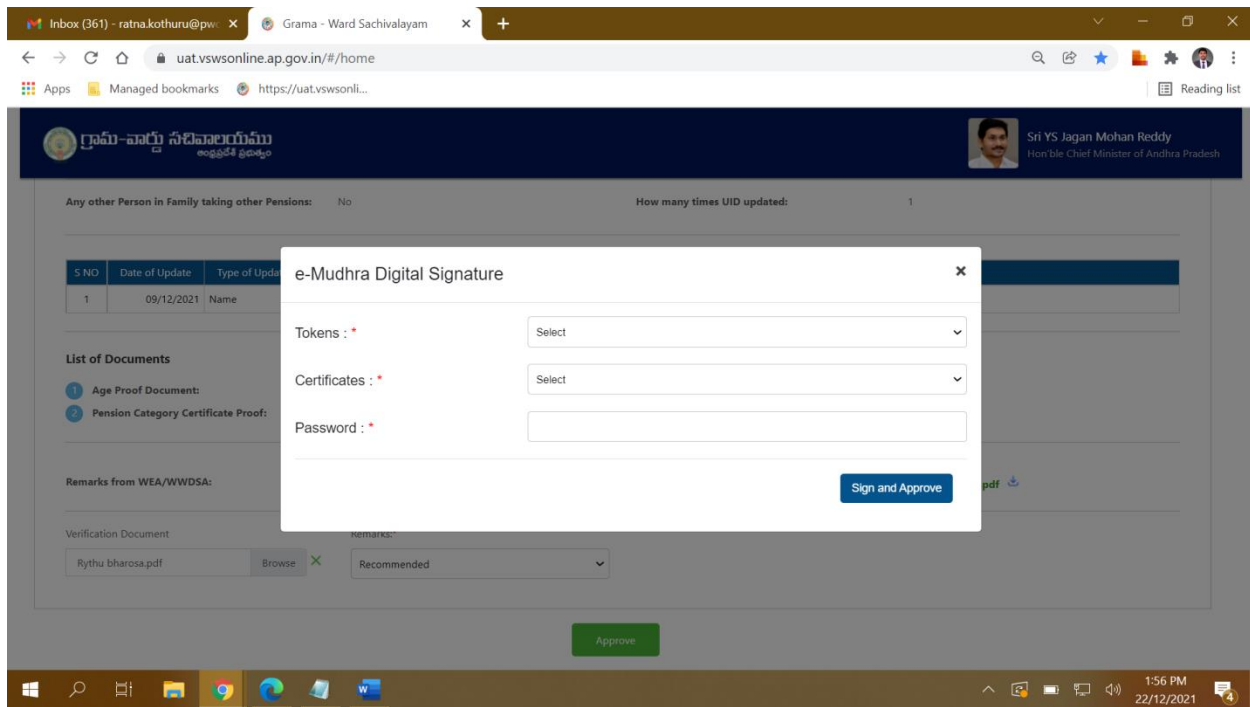 Inbox (361) - ratna.kothuru@pwc
Grama - Ward Sachivalayam
uat.vswsonline.ap.gov.in/#/home
Apps Managed bookmarks https://uat.vswsonli... Reading list
గ్రామ-వార్డు సచివాలయము
ఆంధ్రప్రదేశ్ ప్రభుత్వం
Sri YS Jagan Mohan Reddy
Hon'ble Chief Minister of Andhra Pradesh
Any other Person in Family taking other Pensions: No How many times UID updated: 1
S NO Date of Update Type of Updat
1 09/12/2021 Name
e-Mudhra Digital Signature
Tokens : * Select
Certificates : * Select
Password : *
Sign and Approve
List of Documents
1 Age Proof Document:
2 Pension Category Certificate Proof:
Remarks from WEA/WWDSA: pdf
Verification Document Remarks:*
Rythu bharosa.pdf Browse Recommended
Approve
1:56 PM
22/12/2021
4